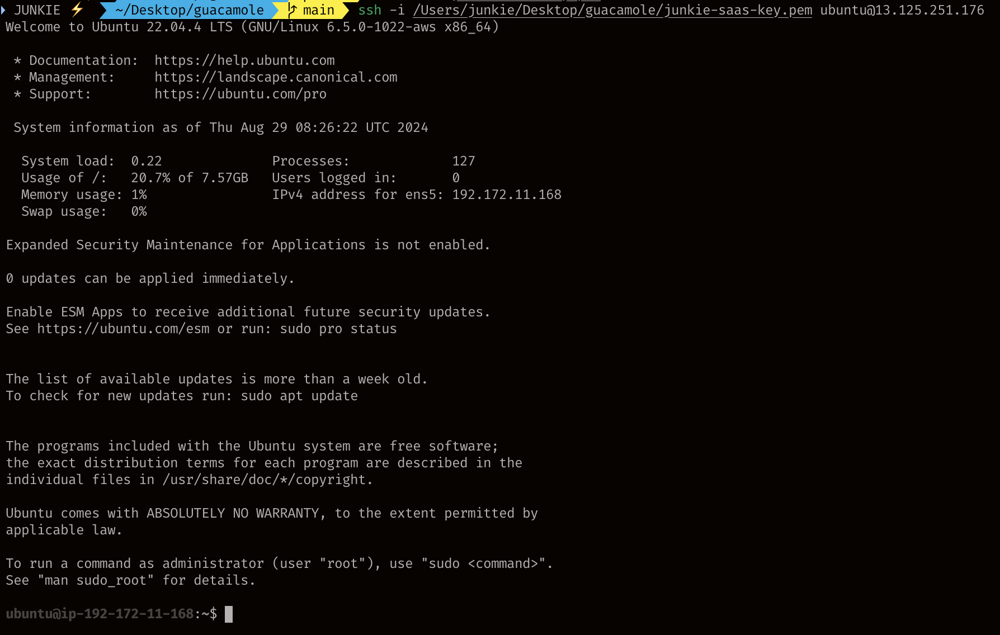 JUNKIE ⚡ ~/Desktop/guacamole main ssh -i /Users/junkie/Desktop/guacamole/junkie-saas-key.pem ubuntu@13.125.251.176
Welcome to Ubuntu 22.04.4 LTS (GNU/Linux 6.5.0-1022-aws x86_64)
* Documentation:  https://help.ubuntu.com
* Management:     https://landscape.canonical.com
* Support:        https://ubuntu.com/pro
System information as of Thu Aug 29 08:26:22 UTC 2024
System load:  0.22              Processes:             127
Usage of /:   20.7% of 7.57GB   Users logged in:       0
Memory usage: 1%                IPv4 address for ens5: 192.172.11.168
Swap usage:   0%
Expanded Security Maintenance for Applications is not enabled.
0 updates can be applied immediately.
Enable ESM Apps to receive additional future security updates.
See https://ubuntu.com/esm or run: sudo pro status
The list of available updates is more than a week old.
To check for new updates run: sudo apt update
The programs included with the Ubuntu system are free software;
the exact distribution terms for each program are described in the
individual files in /usr/share/doc/*/copyright.
Ubuntu comes with ABSOLUTELY NO WARRANTY, to the extent permitted by
applicable law.
To run a command as administrator (user "root"), use "sudo <command>".
See "man sudo_root" for details.
ubuntu@ip-192-172-11-168:~$